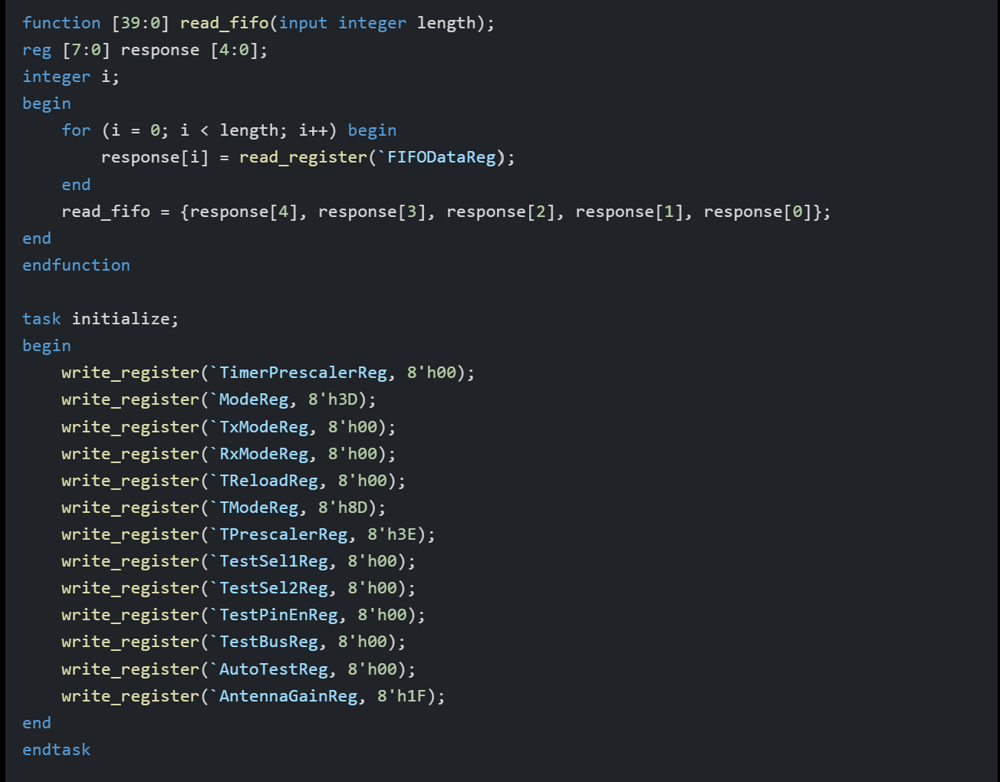 function [39:0] read_fifo(input integer length);
reg [7:0] response [4:0];
integer i;
begin
    for (i = 0; i < length; i++) begin
        response[i] = read_register(`FIFODataReg);
    end
    read_fifo = {response[4], response[3], response[2], response[1], response[0]};
end
endfunction

task initialize;
begin
    write_register(`TimerPrescalerReg, 8'h00);
    write_register(`ModeReg, 8'h3D);
    write_register(`TxModeReg, 8'h00);
    write_register(`RxModeReg, 8'h00);
    write_register(`TReloadReg, 8'h00);
    write_register(`TModeReg, 8'h8D);
    write_register(`TPrescalerReg, 8'h3E);
    write_register(`TestSel1Reg, 8'h00);
    write_register(`TestSel2Reg, 8'h00);
    write_register(`TestPinEnReg, 8'h00);
    write_register(`TestBusReg, 8'h00);
    write_register(`AutoTestReg, 8'h00);
    write_register(`AntennaGainReg, 8'h1F);
end
endtask